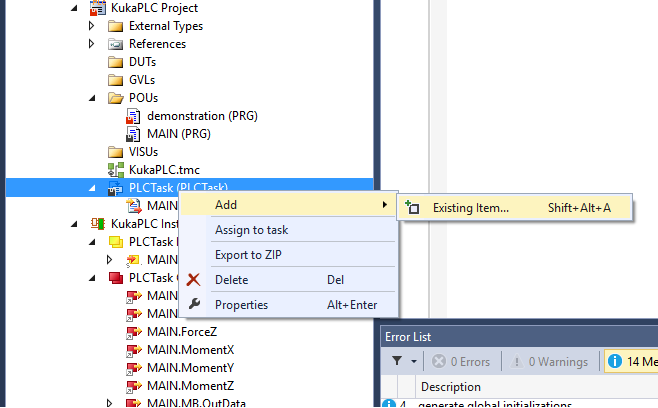 KukaPLC Project
External Types
References
DUTs
GVLs
POUs
demonstration (PRG)
MAIN (PRG)
VISUs
KukaPLC.tmc
PLCTask (PLCTask)
MAIN
Add
Existing Item... Shift+Alt+A
Assign to task
Export to ZIP
Delete Del
Properties Alt+Enter
KukaPLC Inst
PLCTask
MAIN
PLCTask
MAIN
MAIN
MAIN.ForceZ
MAIN.MomentX
MAIN.MomentY
MAIN.MomentZ
MAIN.MB.OutData
Error List
0 Errors 0 Warnings 14 Me
Description
4 generate global initializations